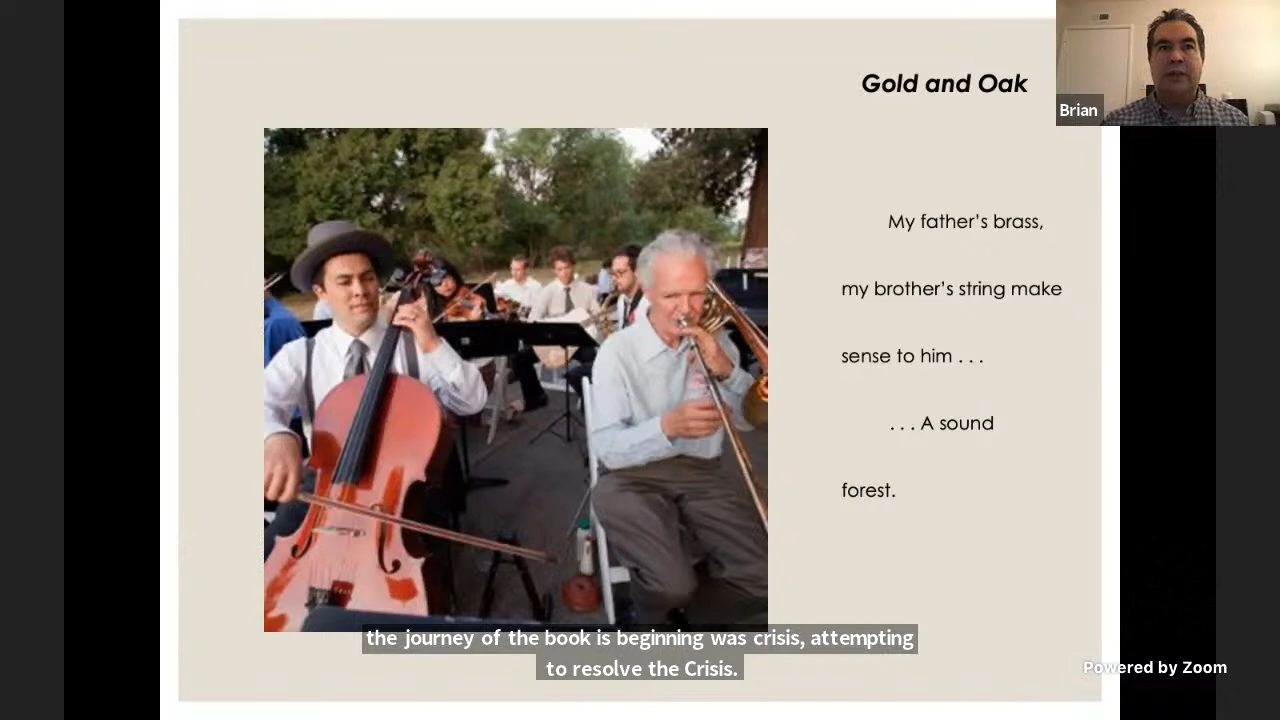 Gold and Oak
Brian
My father’s brass,
my brother’s string make
sense to him . . .
. . . A sound
forest.
the journey of the book is beginning was crisis, attempting
to resolve the Crisis.
Powered by Zoom